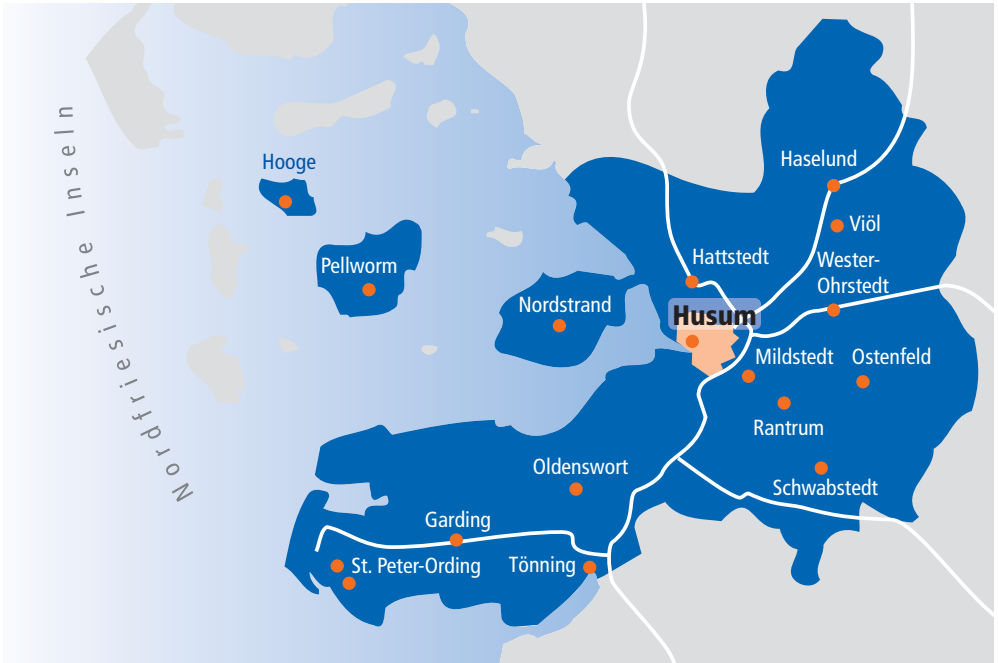 Nordfriesische Inseln
Hooge
Pellworm
Nordstrand
Haselund
Viöl
Hattstedt
Wester-
Ohrstedt
Husum
Mildstedt
Ostenfeld
Rantrum
Schwabstedt
Oldenswort
Garding
St. Peter-Ording
Tönning